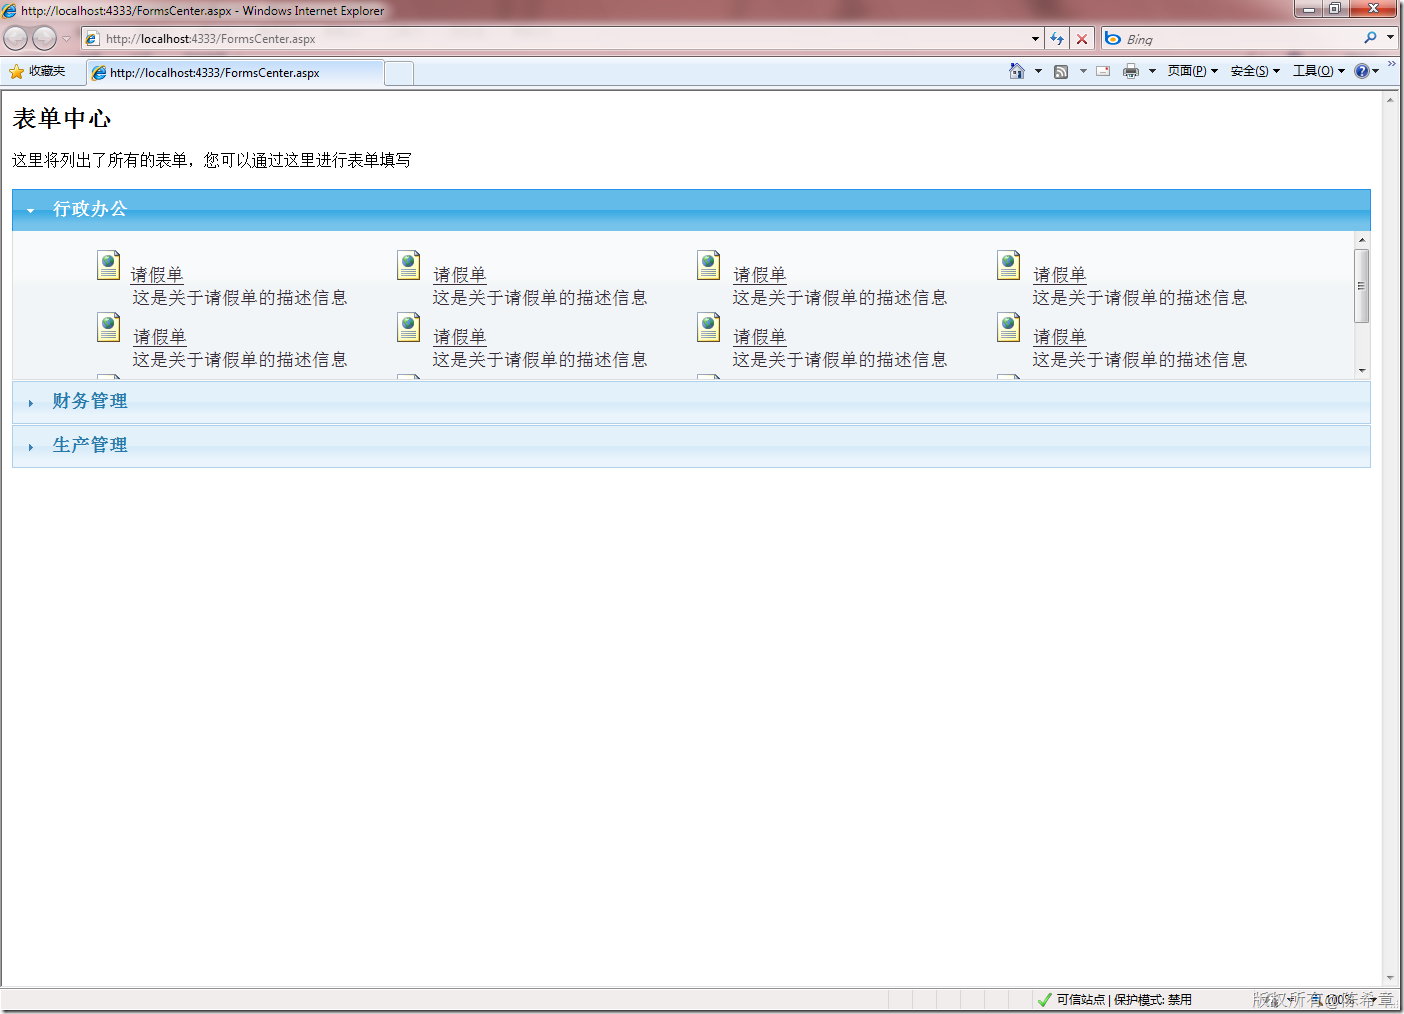 http://localhost:4333/FormsCenter.aspx - Windows Internet Explorer
http://localhost:4333/FormsCenter.aspx
Bing
收藏夹
http://localhost:4333/FormsCenter.aspx
页面(P)
安全(S)
工具(O)
表单中心
这里将列出了所有的表单，您可以通过这里进行表单填写
行政办公
请假单 请假单 请假单 请假单
这是关于请假单的描述信息 这是关于请假单的描述信息 这是关于请假单的描述信息 这是关于请假单的描述信息
请假单 请假单 请假单 请假单
这是关于请假单的描述信息 这是关于请假单的描述信息 这是关于请假单的描述信息 这是关于请假单的描述信息
财务管理
生产管理
可信站点 | 保护模式: 禁用
100%
版权所有@陈希章